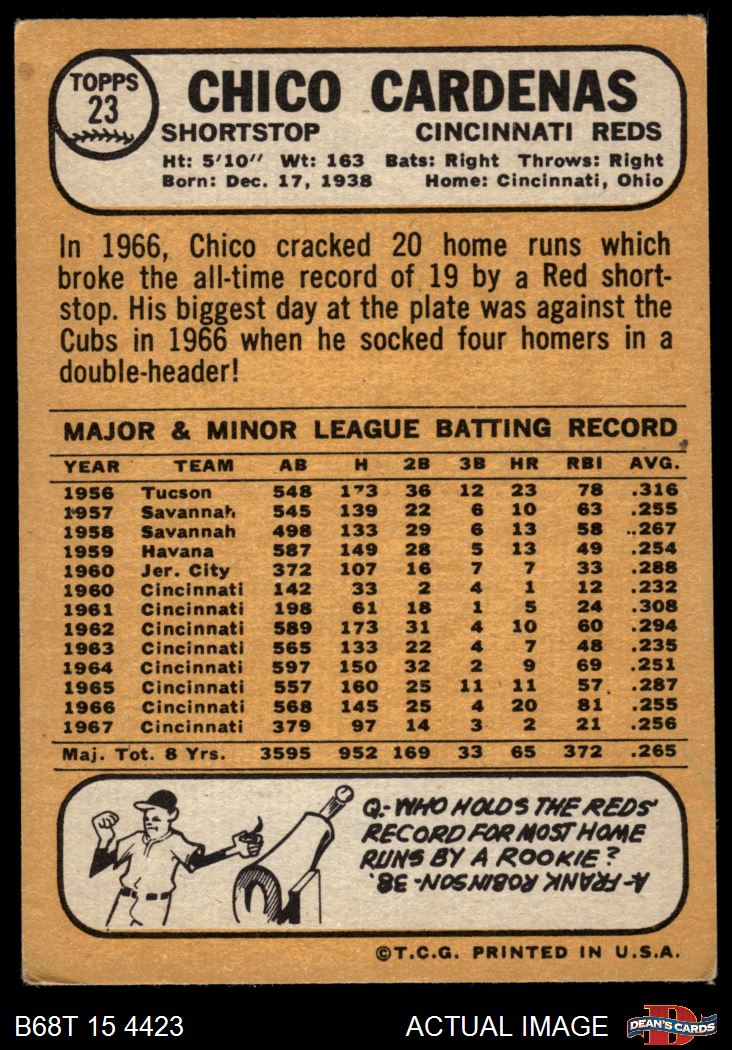 TOPPS
23
CHICO CARDENAS
SHORTSTOP CINCINNATI REDS
Ht: 5'10" Wt: 163 Bats: Right Throws: Right
Born: Dec. 17, 1938 Home: Cincinnati, Ohio
In 1966, Chico cracked 20 home runs which
broke the all-time record of 19 by a Red short-
stop. His biggest day at the plate was against the
Cubs in 1966 when he socked four homers in a
double-header!
MAJOR & MINOR LEAGUE BATTING RECORD
YEAR TEAM AB H 2B 3B HR RBI AVG.
1956 Tucson 548 173 36 12 23 78 .316
1957 Savannah 545 139 22 6 10 63 .255
1958 Savannah 498 133 29 6 13 58 .267
1959 Havana 587 149 28 5 13 49 .254
1960 Jer. City 372 107 16 7 7 33 .288
1960 Cincinnati 142 33 2 4 1 12 .232
1961 Cincinnati 198 61 18 1 5 24 .308
1962 Cincinnati 589 173 31 4 10 60 .294
1963 Cincinnati 565 133 22 4 7 48 .235
1964 Cincinnati 597 150 32 2 9 69 .251
1965 Cincinnati 557 160 25 11 11 57 .287
1966 Cincinnati 568 145 25 4 20 81 .255
1967 Cincinnati 379 97 14 3 2 21 .256
Maj. Tot. 8 Yrs. 3595 952 169 33 65 372 .265
Q.- WHO HOLDS THE REDS'
RECORD FOR MOST HOME
RUNS BY A ROOKIE?
A- FRANK ROBINSON - 38.
©T.C.G. PRINTED IN U.S.A.
B68T 15 4423 ACTUAL IMAGE
D
DEAN'S CARDS